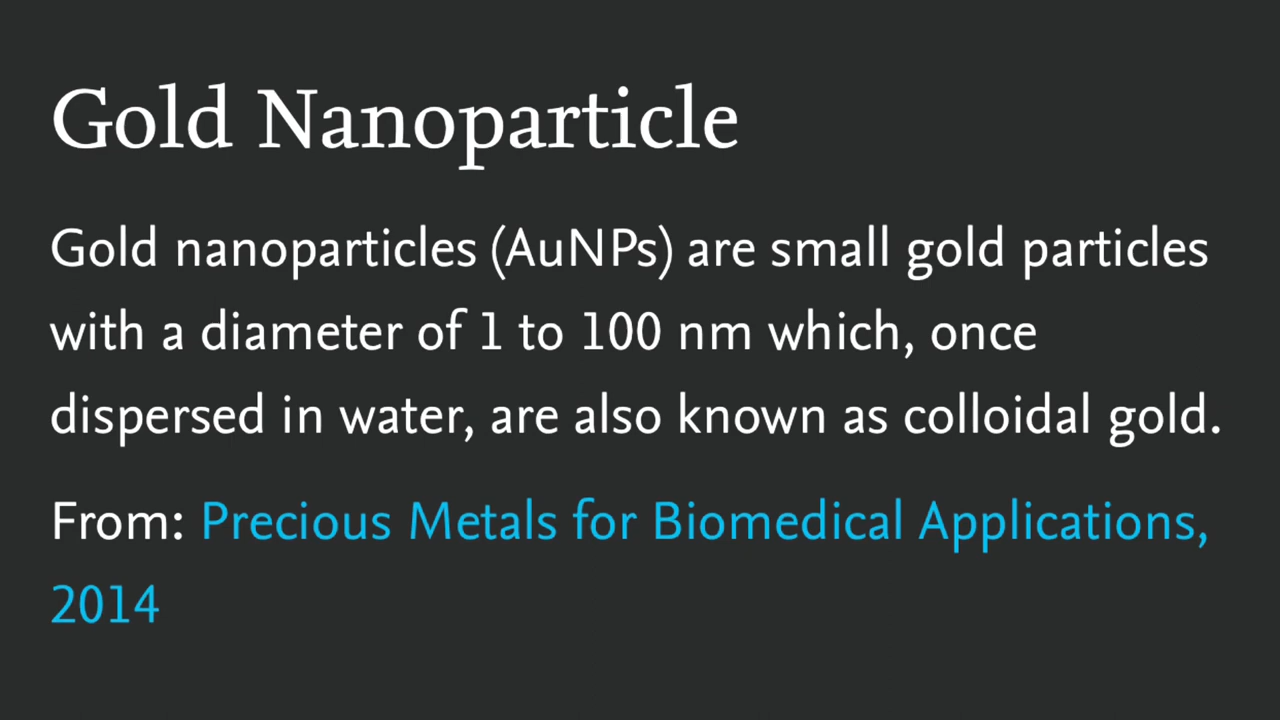 Gold Nanoparticle
Gold nanoparticles (AuNPs) are small gold particles
with a diameter of 1 to 100 nm which, once
dispersed in water, are also known as colloidal gold.
From: Precious Metals for Biomedical Applications,
2014